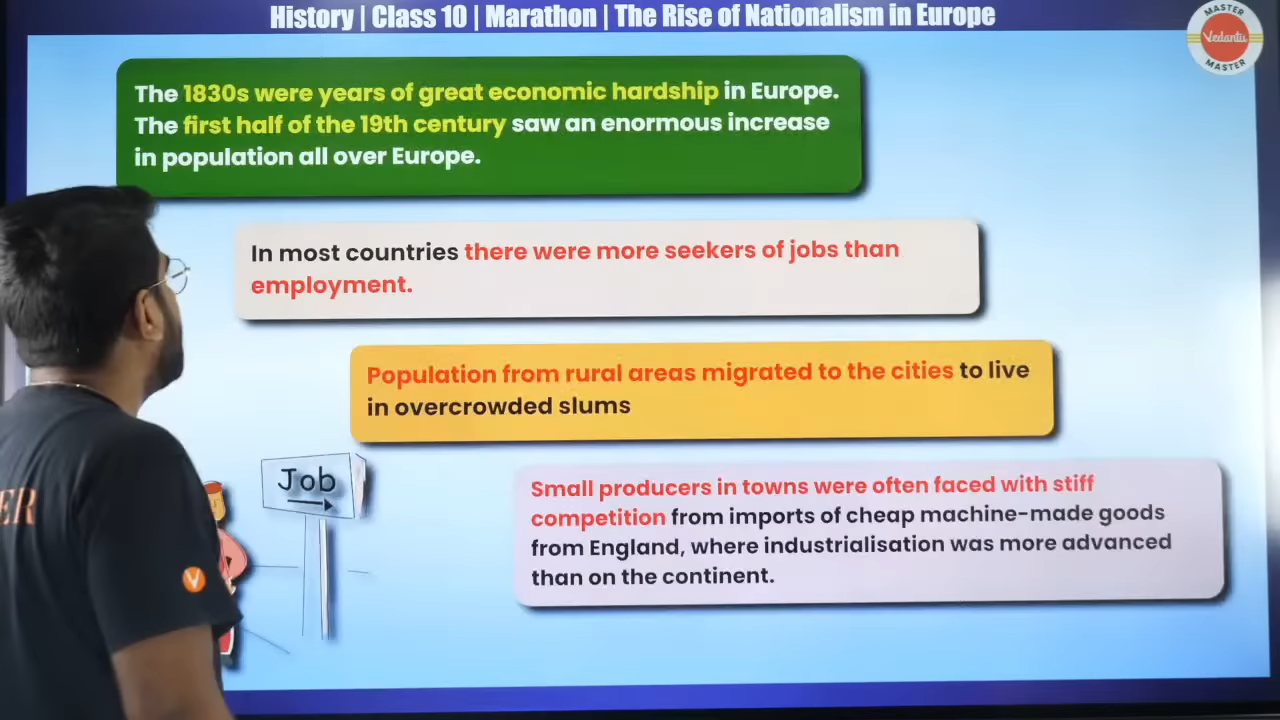 History | Class 10 | Marathon | The Rise of Nationalism in Europe
MASTER
Vedantu
MASTER
The 1830s were years of great economic hardship in Europe.
The first half of the 19th century saw an enormous increase
in population all over Europe.
In most countries there were more seekers of jobs than
employment.
Population from rural areas migrated to the cities to live
in overcrowded slums
Job
Small producers in towns were often faced with stiff
competition from imports of cheap machine-made goods
from England, where industrialisation was more advanced
than on the continent.
ER
V